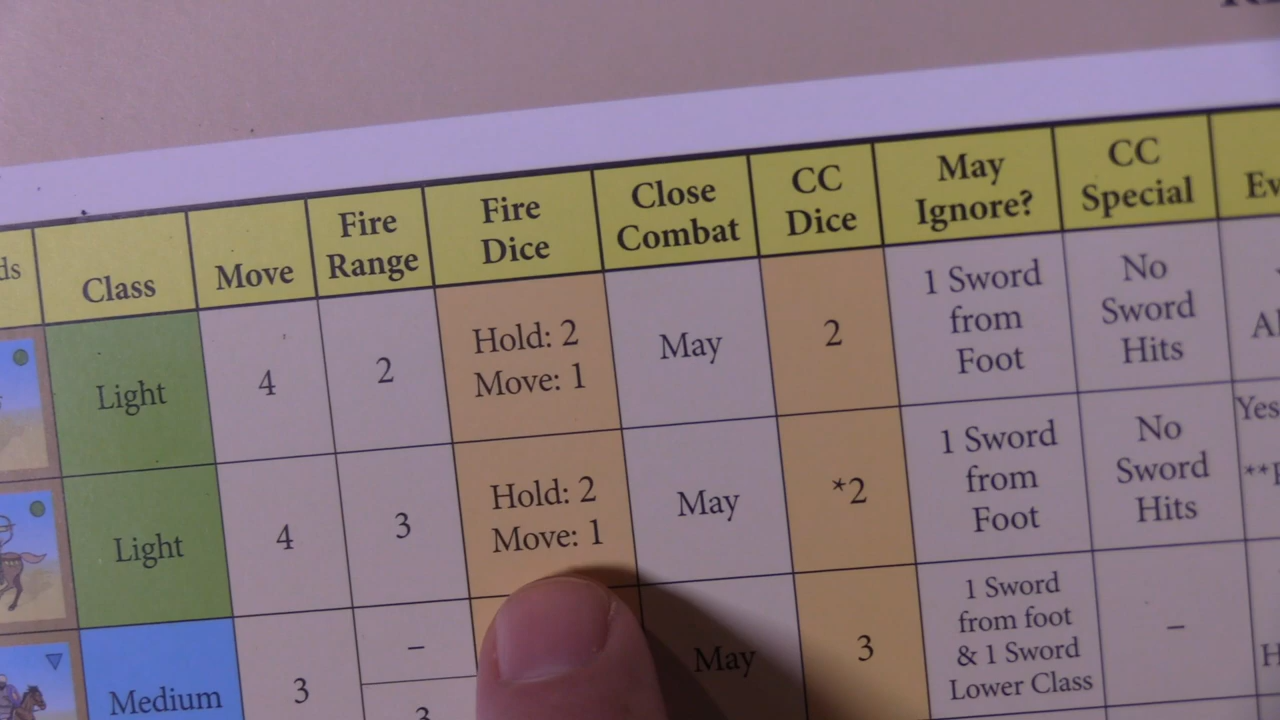 ds
Class
Move
Fire
Range
Fire
Dice
Close
Combat
CC
Dice
May
Ignore?
CC
Special
Light
4
2
Hold: 2
Move: 1
May
2
1 Sword
from
Foot
No
Sword
Hits
Light
4
3
Hold: 2
Move: 1
May
*2
1 Sword
from
Foot
No
Sword
Hits
Yes
Medium
3
–
3
May
3
1 Sword
from foot
& 1 Sword
Lower Class
–